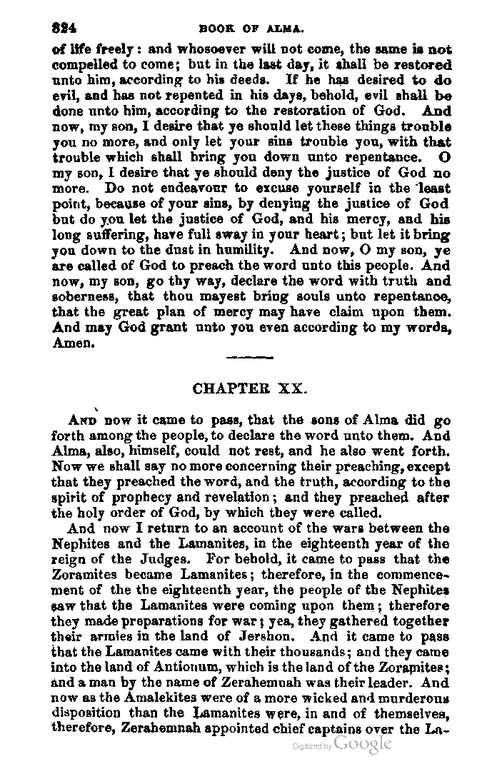 324 BOOK OF ALMA.
of life freely: and whosoever will not come, the same is not
compelled to come; but in the last day, it shall be restored
unto him, according to his deeds. If he has desired to do
evil, and has not repented in his days, behold, evil shall be
done unto him, according to the restoration of God. And
now, my son, I desire that ye should let these things trouble
you no more, and only let your sins trouble you, with that
trouble which shall bring you down unto repentance. O
my son, I desire that ye should deny the justice of God no
more. Do not endeavour to excuse yourself in the least
point, because of your sins, by denying the justice of God
but do you let the justice of God, and his mercy, and his
long suffering, have full sway in your heart; but let it bring
you down to the dust in humility. And now, O my son, ye
are called of God to preach the word unto this people. And
now, my son, go thy way, declare the word with truth and
soberness, that thou mayest bring souls unto repentance,
that the great plan of mercy may have claim upon them.
And may God grant unto you even according to my words,
Amen.
CHAPTER XX.
AND now it came to pass, that the sons of Alma did go
forth among the people, to declare the word unto them. And
Alma, also, himself, could not rest, and he also went forth.
Now we shall say no more concerning their preaching, except
that they preached the word, and the truth, according to the
spirit of prophecy and revelation; and they preached after
the holy order of God, by which they were called.
And now I return to an account of the wars between the
Nephites and the Lamanites, in the eighteenth year of the
reign of the Judges. For behold, it came to pass that the
Zoramites became Lamanites; therefore, in the commence-
ment of the the eighteenth year, the people of the Nephites
saw that the Lamanites were coming upon them; therefore
they made preparations for war; yea, they gathered together
their armies in the land of Jershon. And it came to pass
that the Lamanites came with their thousands; and they came
into the land of Antionum, which is the land of the Zoramites;
and a man by the name of Zerahemnah was their leader. And
now as the Amalekites were of a more wicked and murderous
disposition than the Lamanites were, in and of themselves,
therefore, Zerahemnah appointed chief captains over the La-
Digitized by Google